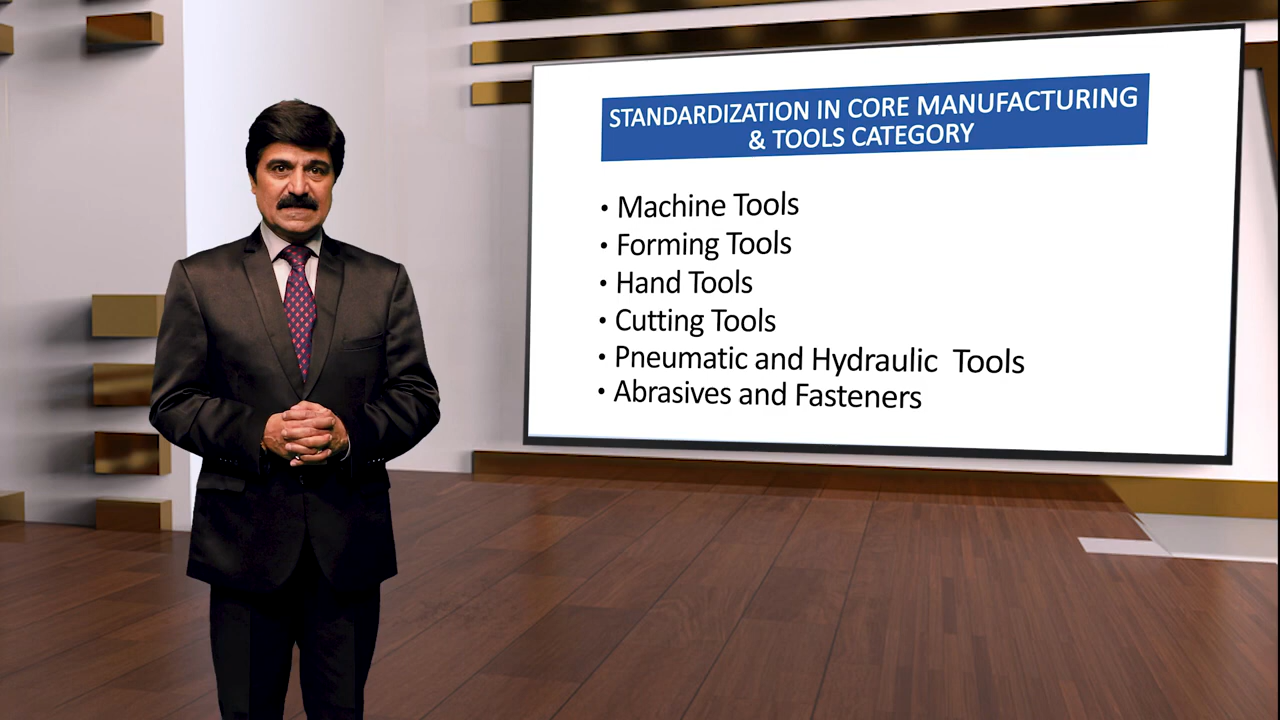 STANDARDIZATION IN CORE MANUFACTURING
& TOOLS CATEGORY
• Machine Tools
• Forming Tools
• Hand Tools
• Cutting Tools
• Pneumatic and Hydraulic Tools
• Abrasives and Fasteners